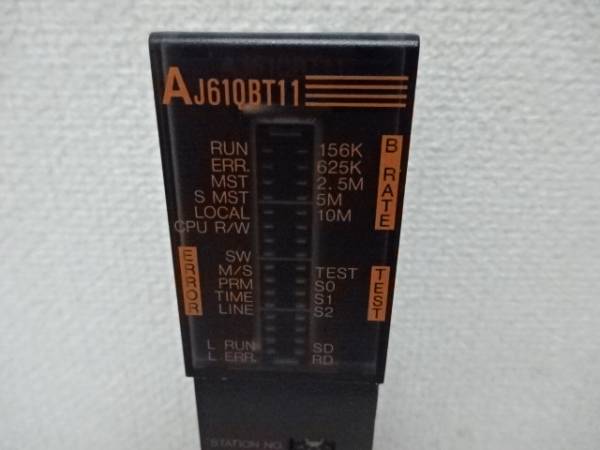 AJ61QBT11
RUN 156K
ERR. 625K
MST 2.5M
S MST 5M
LOCAL 10M
CPU R/W
B RATE
SW
M/S TEST
PRM S0
TIME S1
LINE S2
ERROR
TEST
L RUN SD
L ERR. RD
STATION NO.